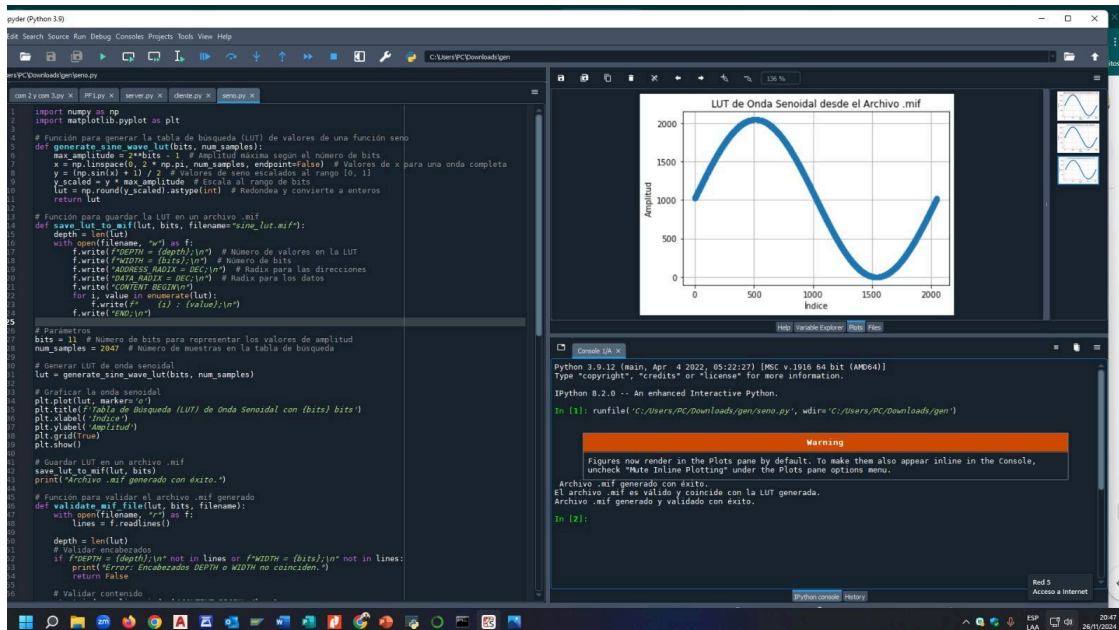 pyder (Python 3.9)
Edit Search Source Run Debug Consoles Projects Tools View Help
C:\Users\PC\Downloads\gen
ers\PC\Downloads\gen\seno.py
com 2 y com 3.py × PF1.py × server.py × cliente.py × seno.py ×
import numpy as np
import matplotlib.pyplot as plt
# Función para generar la tabla de búsqueda (LUT) de valores de una función seno
def generate_sine_wave_lut(bits, num_samples):
max_amplitude = 2**bits - 1 # Amplitud máxima según el número de bits
x = np.linspace(0, 2 * np.pi, num_samples, endpoint=False) # Valores de x para una onda completa
y = (np.sin(x) + 1) / 2 # Valores de seno escalados al rango [0, 1]
y_scaled = y * max_amplitude # Escala al rango de bits
lut = np.round(y_scaled).astype(int) # Redondea y convierte a enteros
return lut
# Función para guardar la LUT en un archivo .mif
def save_lut_to_mif(lut, bits, filename="sine_lut.mif"):
depth = len(lut)
with open(filename, "w") as f:
f.write(f"DEPTH = {depth};\n") # Número de valores en la LUT
f.write(f"WIDTH = {bits};\n") # Número de bits
f.write("ADDRESS_RADIX = DEC;\n") # Radix para las direcciones
f.write("DATA_RADIX = DEC;\n") # Radix para los datos
f.write("CONTENT BEGIN\n")
for i, value in enumerate(lut):
f.write(f" {i} : {value};\n")
f.write("END;\n")
25
# Parámetros
bits = 11 # Número de bits para representar los valores de amplitud
num_samples = 2047 # Número de muestras en la tabla de búsqueda
# Generar LUT de onda senoidal
lut = generate_sine_wave_lut(bits, num_samples)
# Graficar la onda senoidal
plt.plot(lut, marker='o')
plt.title(f'Tabla de Búsqueda (LUT) de Onda Senoidal con {bits} bits')
plt.xlabel('Índice')
plt.ylabel('Amplitud')
plt.grid(True)
plt.show()
# Guardar LUT en un archivo .mif
save_lut_to_mif(lut, bits)
print("Archivo .mif generado con éxito.")
# Función para validar el archivo .mif generado
def validate_mif_file(lut, bits, filename):
with open(filename, "r") as f:
lines = f.readlines()
depth = len(lut)
# Validar encabezados
if f"DEPTH = {depth};\n" not in lines or f"WIDTH = {bits};\n" not in lines:
print("Error: Encabezados DEPTH o WIDTH no coinciden.")
return False
# Validar contenido
136 %
LUT de Onda Senoidal desde el Archivo .mif
Amplitud
2000
1500
1000
500
0
0 500 1000 1500 2000
Índice
Help Variable Explorer Plots Files
Console 1/A ×
Python 3.9.12 (main, Apr 4 2022, 05:22:27) [MSC v.1916 64 bit (AMD64)]
Type "copyright", "credits" or "license" for more information.
IPython 8.2.0 -- An enhanced Interactive Python.
In [1]: runfile('C:/Users/PC/Downloads/gen/seno.py', wdir='C:/Users/PC/Downloads/gen')
Warning
Figures now render in the Plots pane by default. To make them also appear inline in the Console,
uncheck "Mute Inline Plotting" under the Plots pane options menu.
Archivo .mif generado con éxito.
El archivo .mif es válido y coincide con la LUT generada.
Archivo .mif generado y validado con éxito.
In [2]:
Red 5
Acceso a Internet
IPython console History
ESP
LAA
20:47
26/11/2024